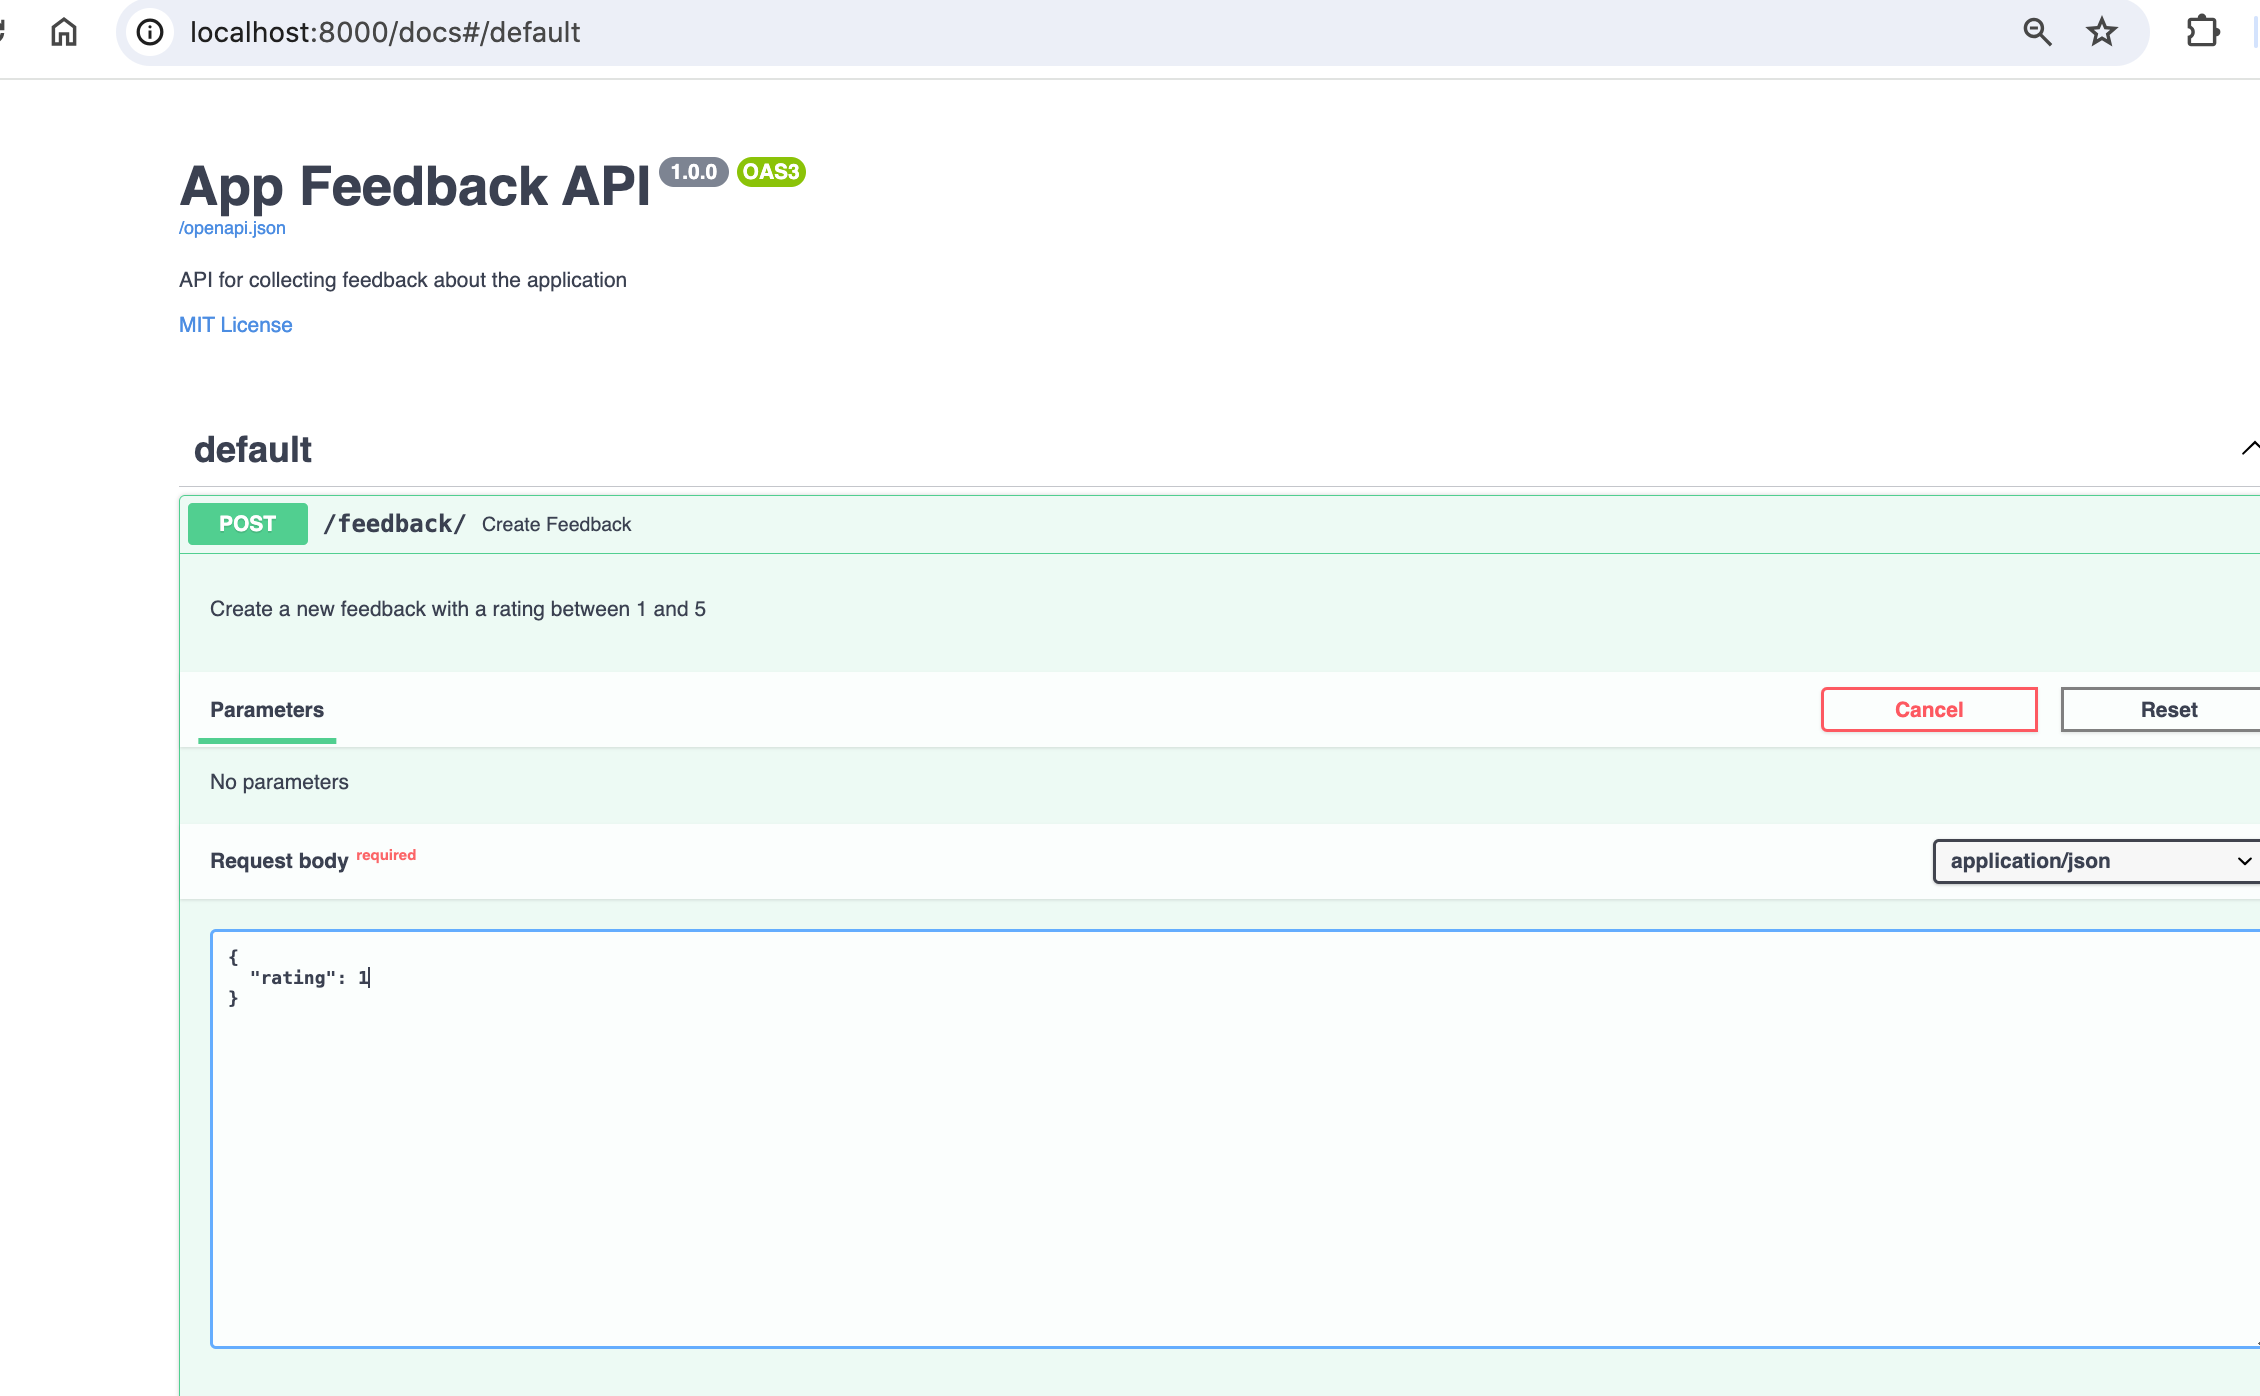 localhost:8000/docs#/default
App Feedback API 1.0.0 OAS3
/openapi.json
API for collecting feedback about the application
MIT License
default
POST /feedback/ Create Feedback
Create a new feedback with a rating between 1 and 5
Parameters
Cancel
Reset
No parameters
Request body required
application/json
{
  "rating": 1
}